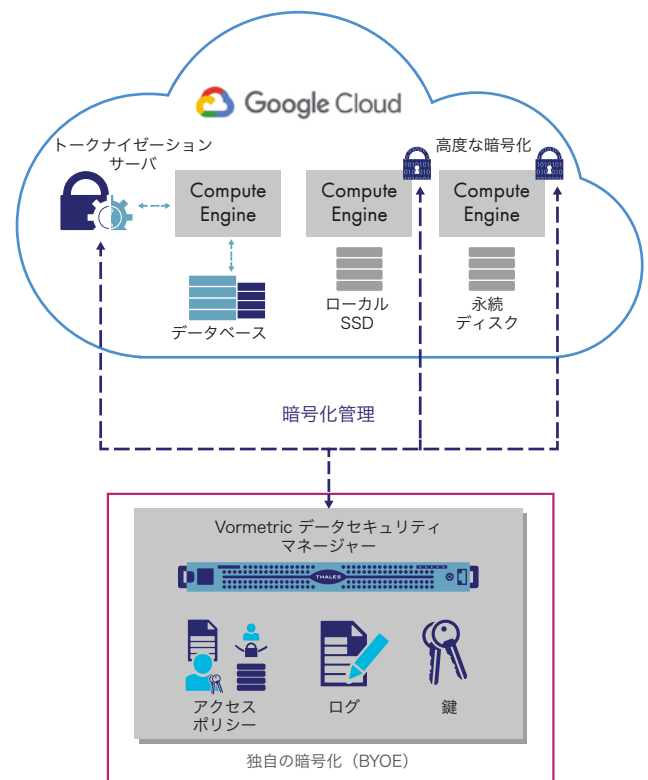 Google Cloud
トークナイゼーション
サーバ
高度な暗号化
Compute
Engine
Compute
Engine
Compute
Engine
データベース
ローカル
SSD
永続
ディスク
暗号化管理
Vormetric データセキュリティ
マネージャー
THALES
アクセス
ポリシー
ログ
鍵
独自の暗号化（BYOE）